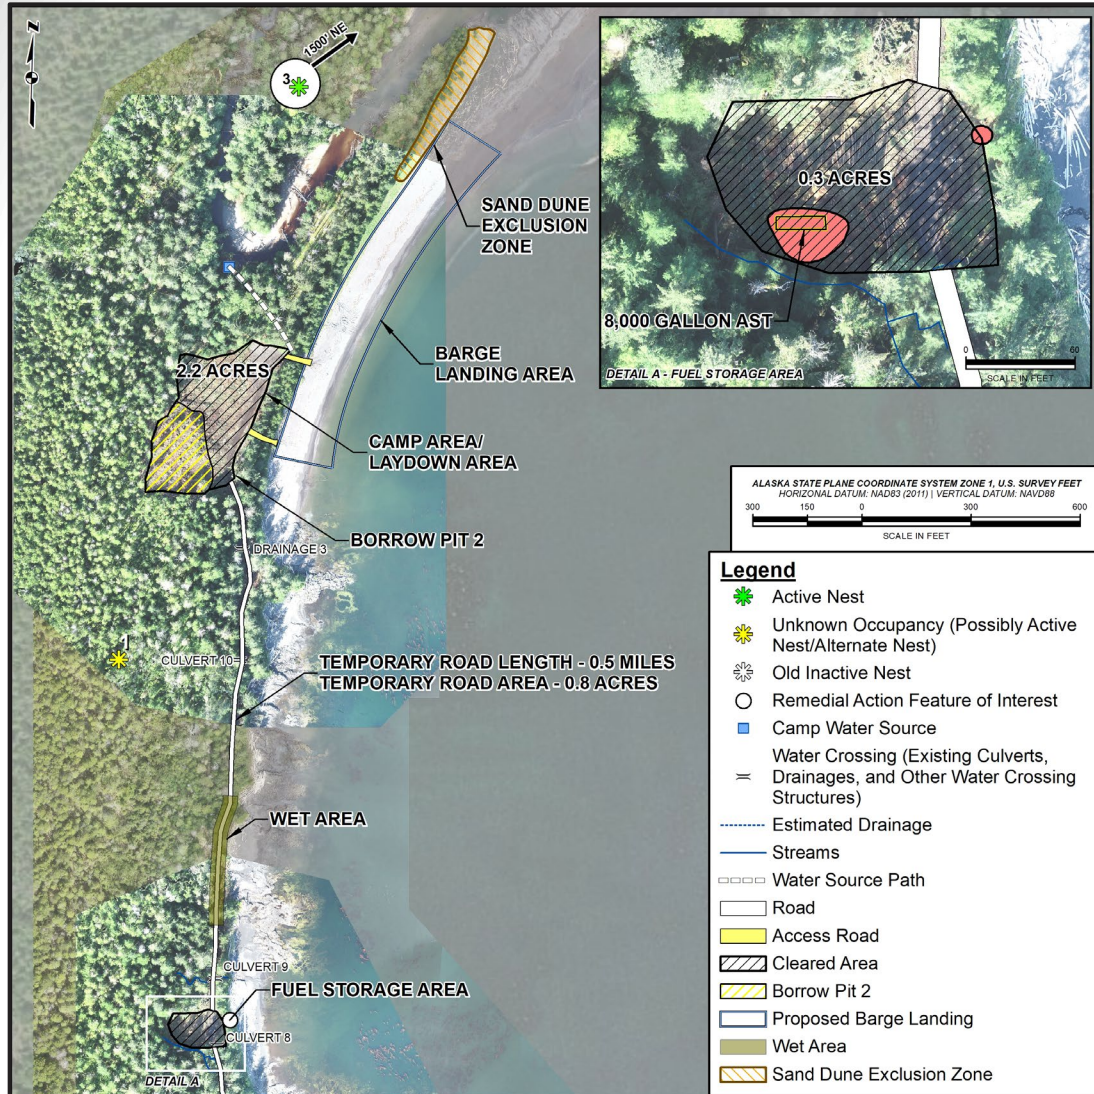 N
1500' NE
3
SAND DUNE
EXCLUSION
ZONE
0.3 ACRES
8,000 GALLON AST
0
60
SCALE IN FEET
DETAIL A - FUEL STORAGE AREA
BARGE
LANDING AREA
2.2 ACRES
CAMP AREA/
LAYDOWN AREA
BORROW PIT 2
DRAINAGE 3
1
CULVERT 10
TEMPORARY ROAD LENGTH - 0.5 MILES
TEMPORARY ROAD AREA - 0.8 ACRES
WET AREA
CULVERT 9
FUEL STORAGE AREA
CULVERT 8
DETAIL A
ALASKA STATE PLANE COORDINATE SYSTEM ZONE 1, U.S. SURVEY FEET
HORIZONAL DATUM: NAD83 (2011) | VERTICAL DATUM: NAVD88
300 150 0 300 600
SCALE IN FEET
Legend
Active Nest
Unknown Occupancy (Possibly Active
Nest/Alternate Nest)
Old Inactive Nest
Remedial Action Feature of Interest
Camp Water Source
Water Crossing (Existing Culverts,
Drainages, and Other Water Crossing
Structures)
Estimated Drainage
Streams
Water Source Path
Road
Access Road
Cleared Area
Borrow Pit 2
Proposed Barge Landing
Wet Area
Sand Dune Exclusion Zone